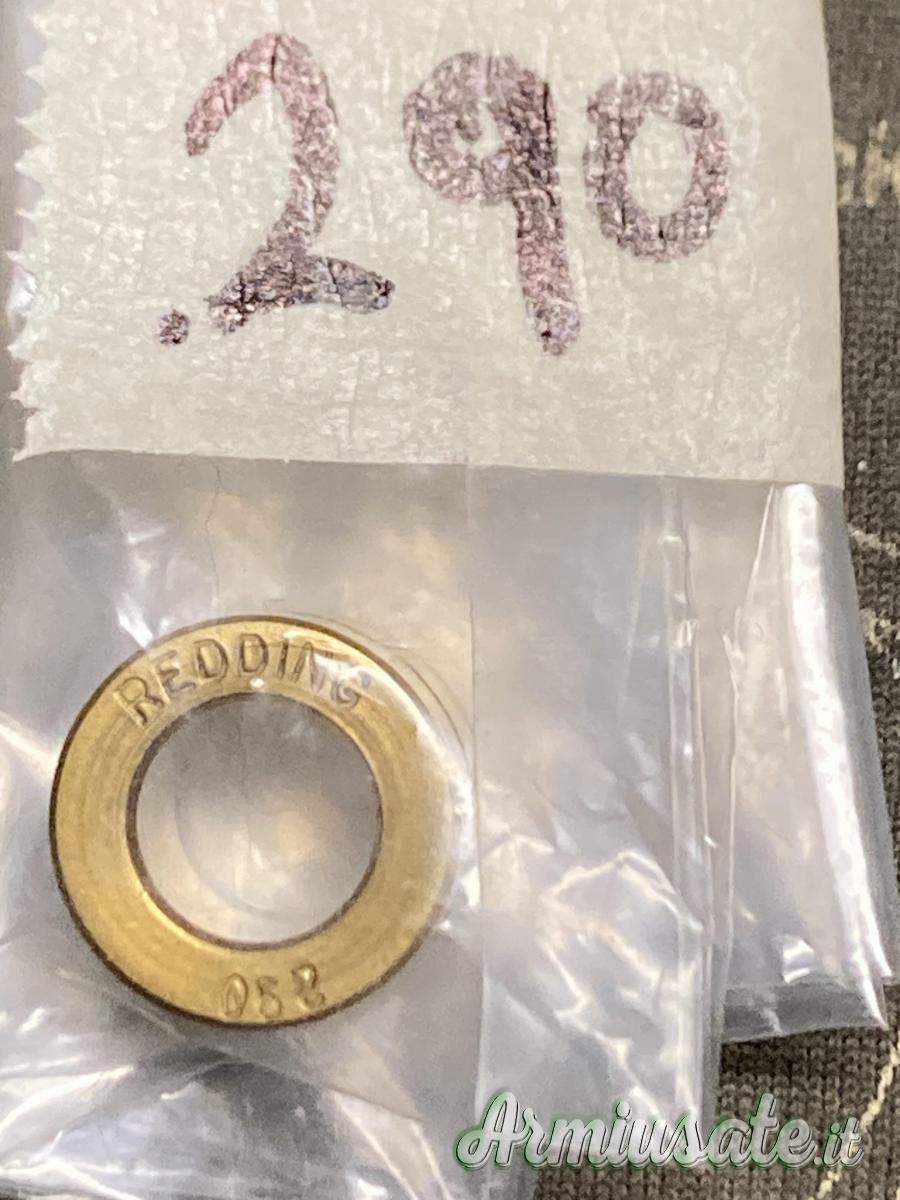 .290
REDDING
290
Armiusate.it